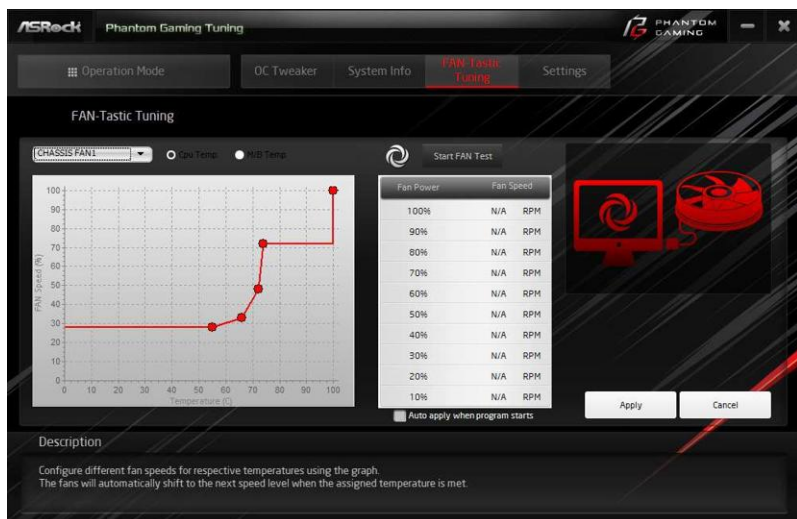 ASRock Phantom Gaming Tuning PHANTOM GAMING
Operation Mode OC Tweaker System Info FAN-Tastic Tuning Settings
FAN-Tastic Tuning
CHASSIS FAN1 Cpu Temp M/B Temp Start FAN Test
Fan Power Fan Speed
100% N/A RPM
90% N/A RPM
80% N/A RPM
70% N/A RPM
60% N/A RPM
50% N/A RPM
40% N/A RPM
30% N/A RPM
20% N/A RPM
10% N/A RPM
FAN Speed (%)
100
90
80
70
60
50
40
30
20
10
0
0 10 20 30 40 50 60 70 80 90 100
Temperature (C)
Auto apply when program starts
Apply Cancel
Description
Configure different fan speeds for respective temperatures using the graph.
The fans will automatically shift to the next speed level when the assigned temperature is met.